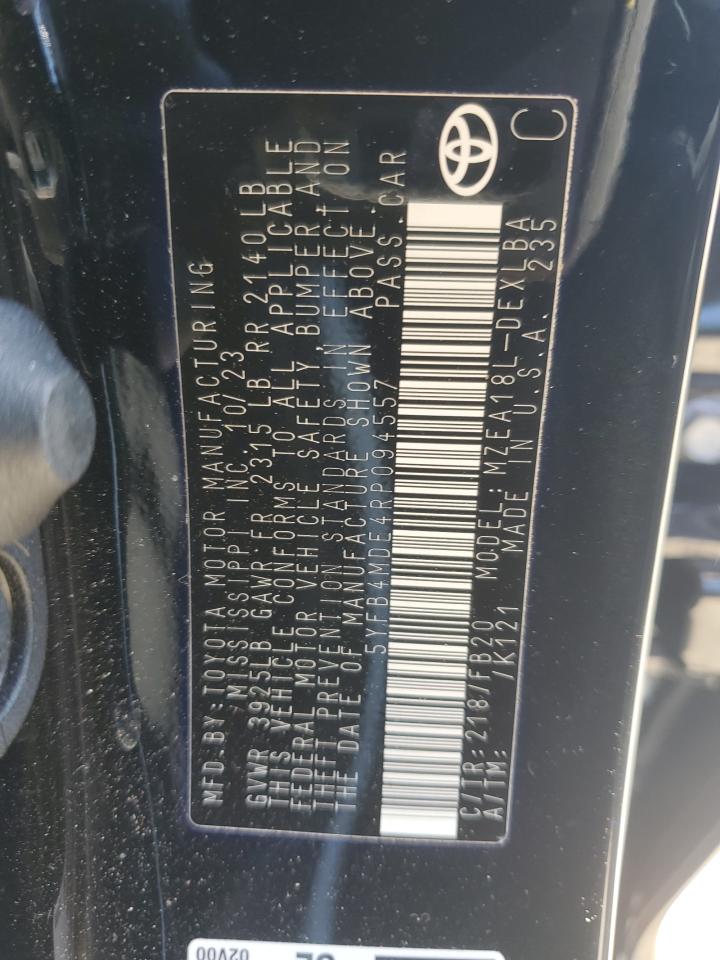 MFD.BY:TOYOTA MOTOR MANUFACTURING
,MISSISSIPPI INC. 10/23
GVWR 3925LB GAWR FR 2315 LB RR 2140LB
THIS VEHICLE CONFORMS TO ALL APPLICABLE
FEDERAL MOTOR VEHICLE SAFETY BUMPER AND
THEFT PREVENTION STANDARDS IN EFFECT ON
THE DATE OF MANUFACTURE SHOWN ABOVE.
5YFB4MDE4RP094557 PASS.CAR
C/TR:218/FB20 MODEL:MZEA18L-DEXLBA
A/TM: /K121 MADE IN U S A 235
C
02V00